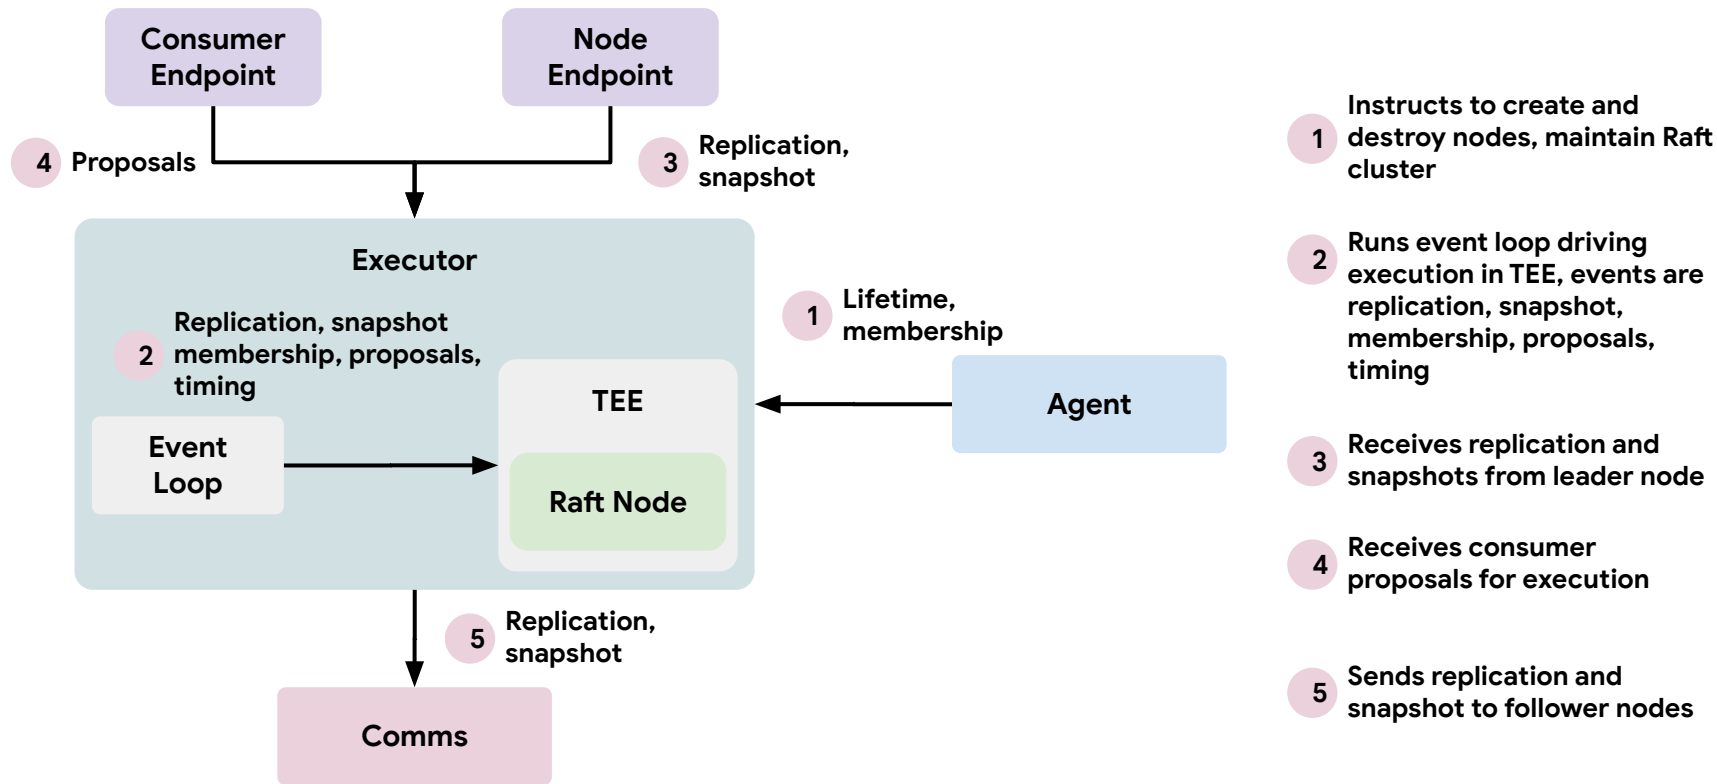 Consumer
Endpoint
Node
Endpoint
4 Proposals
3 Replication,
snapshot
Executor
2 Replication, snapshot
membership, proposals,
timing
Event
Loop
TEE
Raft Node
1 Lifetime,
membership
Agent
5 Replication,
snapshot
Comms
1 Instructs to create and
destroy nodes, maintain Raft
cluster
2 Runs event loop driving
execution in TEE, events are
replication, snapshot,
membership, proposals,
timing
3 Receives replication and
snapshots from leader node
4 Receives consumer
proposals for execution
5 Sends replication and
snapshot to follower nodes